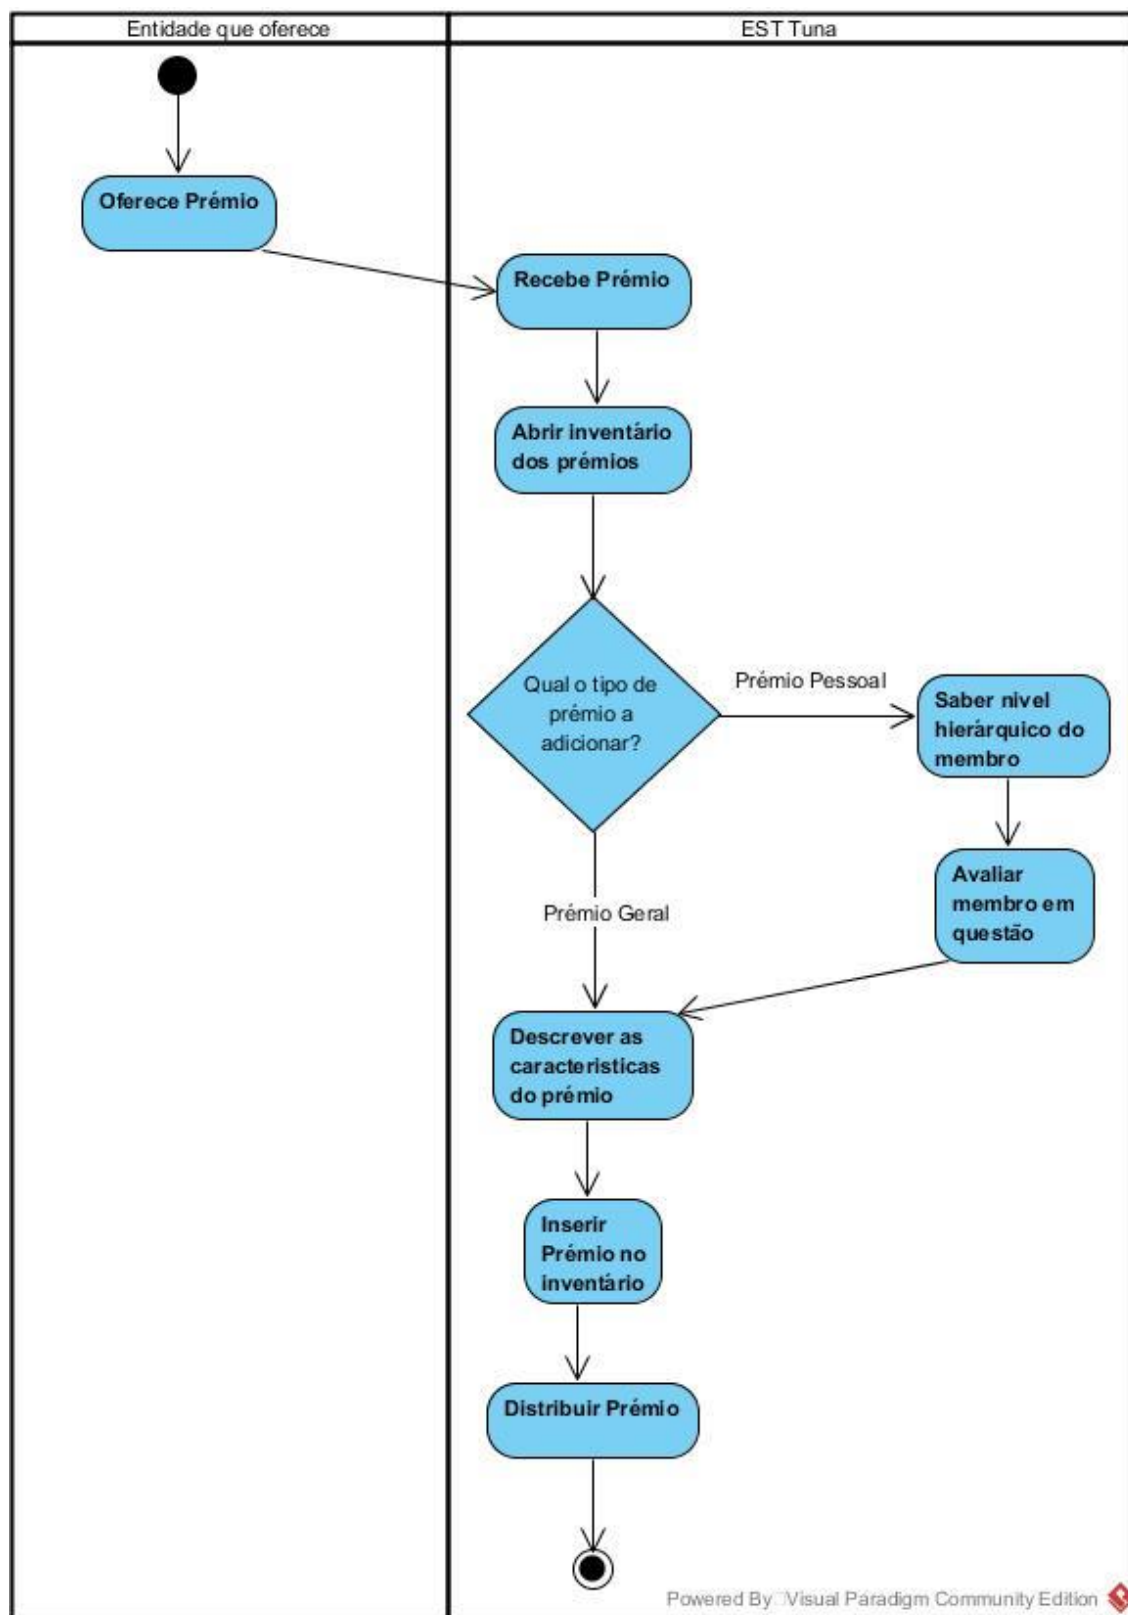 Entidade que oferece
EST Tuna
Oferece Prémio
Recebe Prémio
Abrir inventário
dos prémios
Qual o tipo de
prémio a
adicionar?
Prémio Pessoal
Saber nivel
hierárquico do
membro
Avaliar
membro em
questão
Prémio Geral
Descrever as
caracteristicas
do prémio
Inserir
Prémio no
inventário
Distribuir Prémio
Powered By Visual Paradigm Community Edition